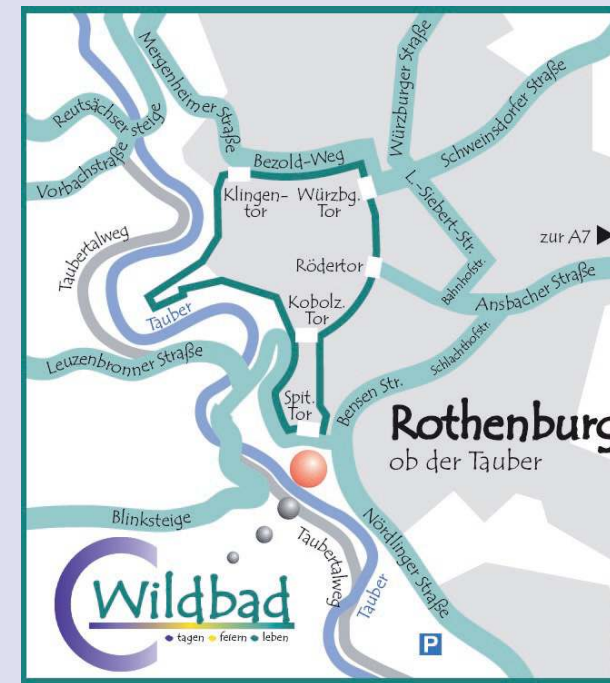 Mergenheimer Straße
Würzburger Straße
Schweinsdorfer Straße
Reutsächser steige
Vorbachstraße
Bezold-Weg
Klingen-
tor
Würzbg.
Tor
L.-Siebert-Str.
Taubertalweg
zur A7
Rödertor
Bahnhofstr.
Ansbacher Straße
Tauber
Kobolz.
Tor
Leuzenbronner Straße
Schlachthofstr.
Bensen Str.
Spit.
Tor
Rothenburg
ob der Tauber
Blinksteige
Taubertalweg
Tauber
Nördlinger Straße
Wildbad
tagen feiern leben
P